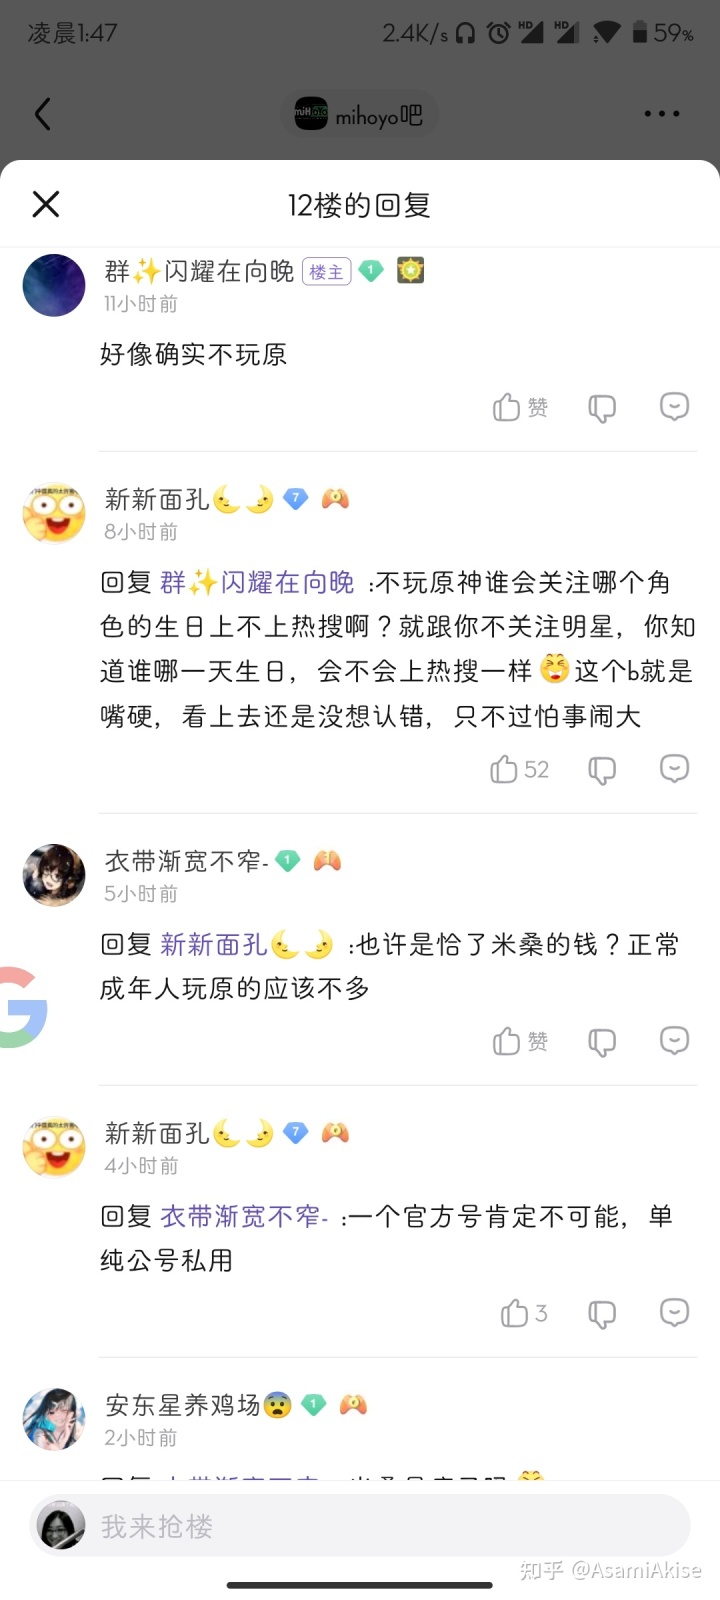 凌晨1:47
2.4K/s HD HD 59%
miHoYo mihoyo吧
12楼的回复
群✨闪耀在向晚 楼主 1
11小时前
好像确实不玩原
赞
新新面孔🌜🌛 7
8小时前
回复 群✨闪耀在向晚 :不玩原神谁会关注哪个角
色的生日上不上热搜啊？就跟你不关注明星，你知
道谁哪一天生日，会不会上热搜一样😆这个b就是
嘴硬，看上去还是没想认错，只不过怕事闹大
52
衣带渐宽不窄- 1
5小时前
回复 新新面孔🌜🌛 :也许是恰了米桑的钱？正常
成年人玩原的应该不多
赞
新新面孔🌜🌛 7
4小时前
回复 衣带渐宽不窄- :一个官方号肯定不可能，单
纯公号私用
3
安东星养鸡场😨 1
2小时前
我来抢楼
知乎 @AsamiAkise